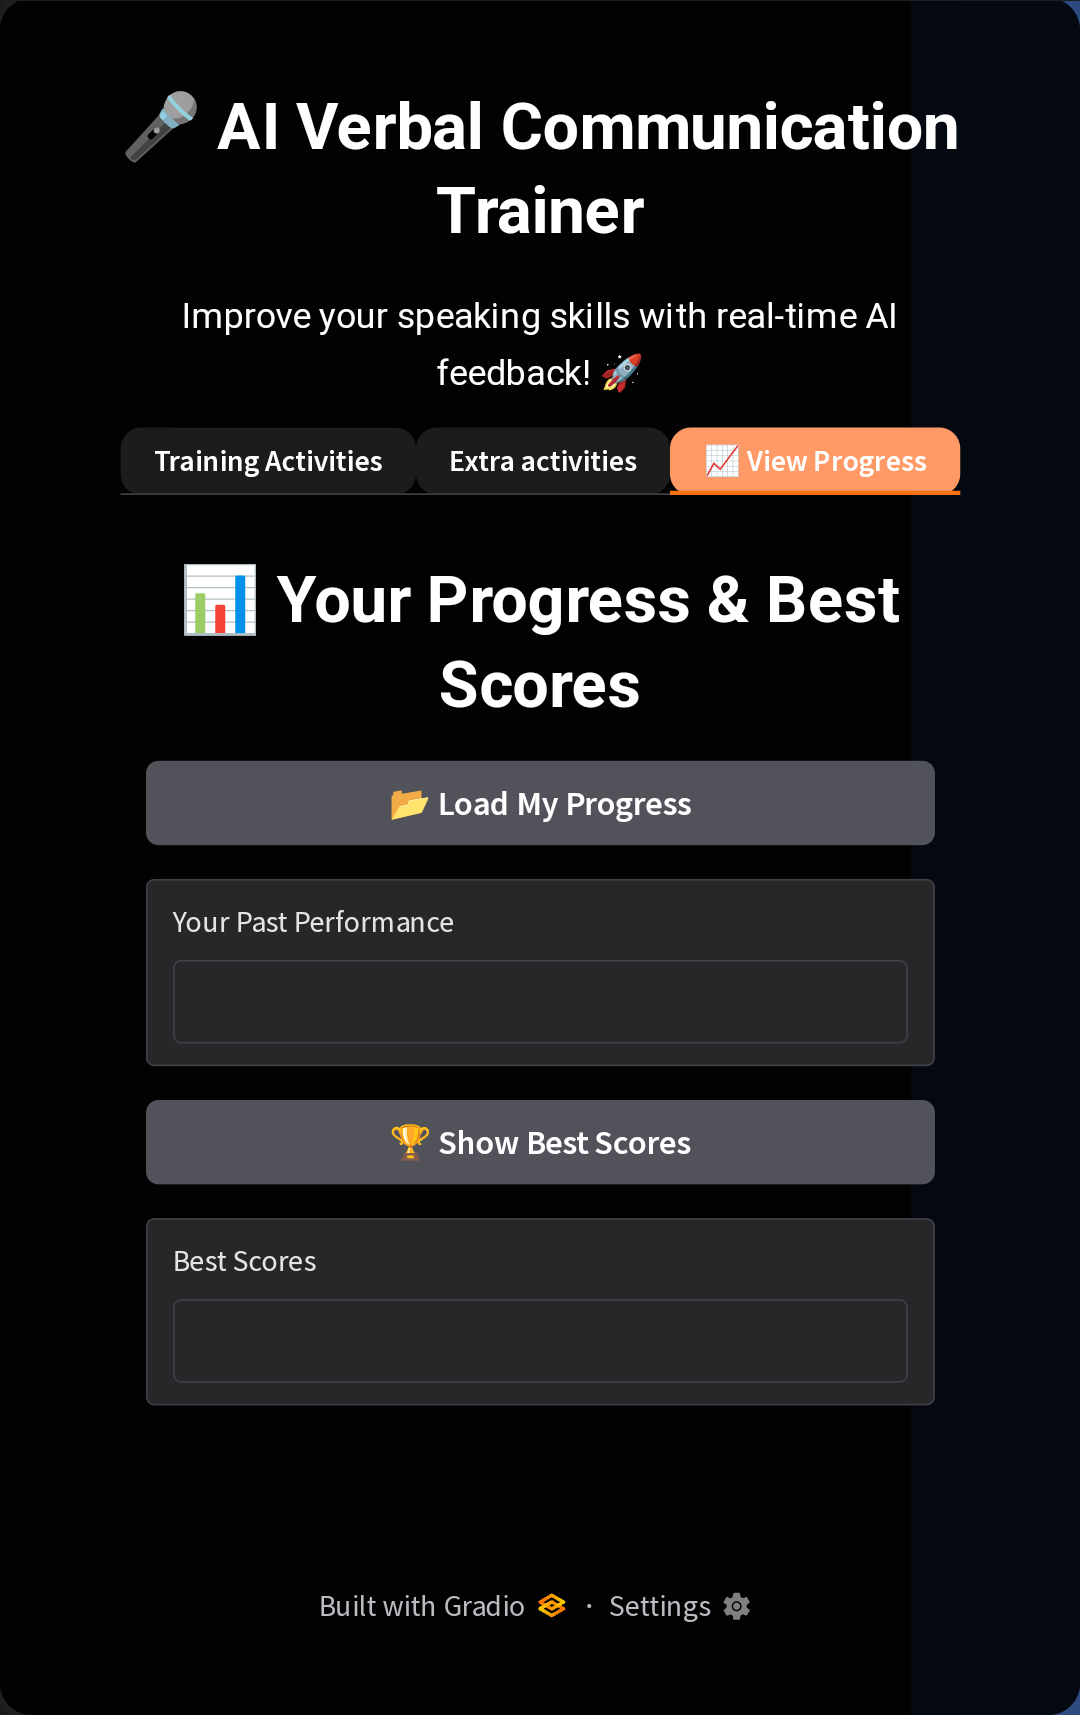 🎤 AI Verbal Communication
Trainer
Improve your speaking skills with real-time AI
feedback! 🚀
Training Activities Extra activities 📈 View Progress
📊 Your Progress & Best
Scores
📂 Load My Progress
Your Past Performance
🏆 Show Best Scores
Best Scores
Built with Gradio · Settings ⚙️